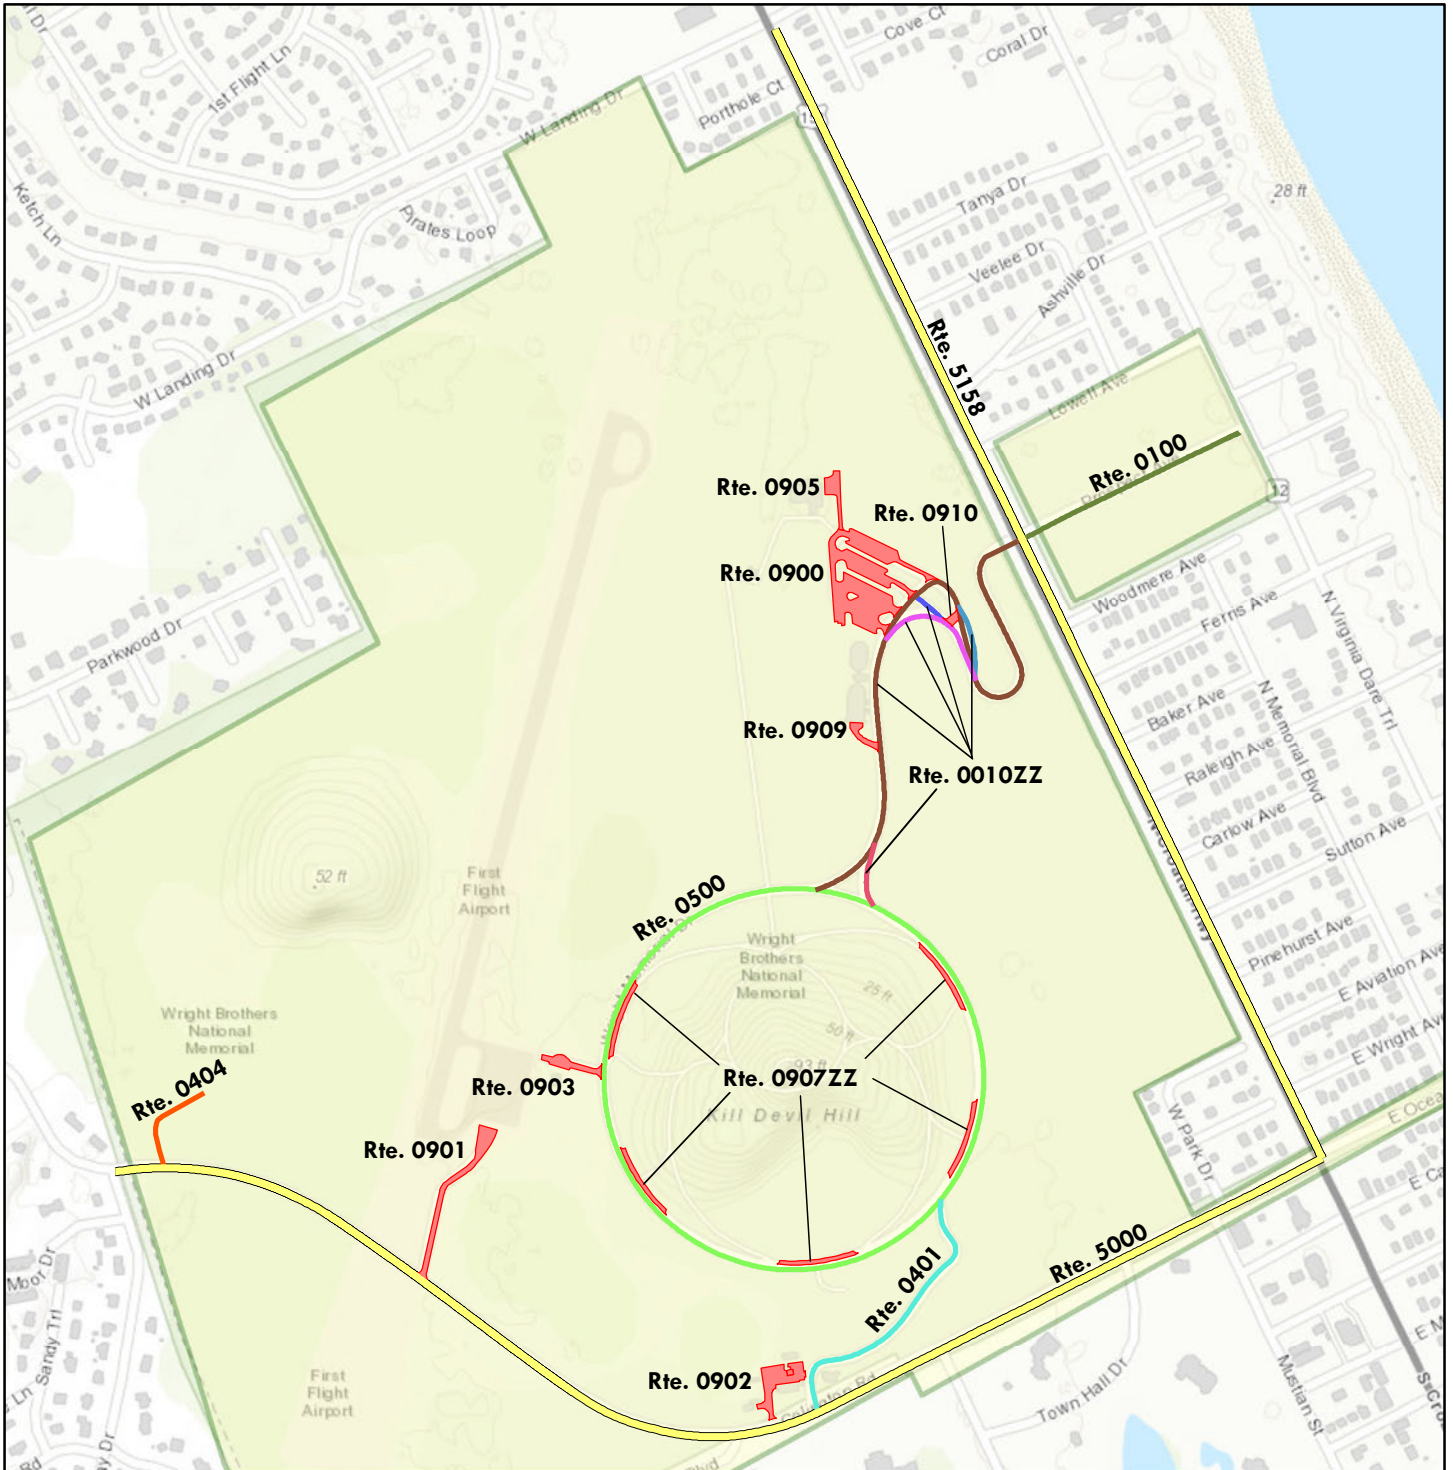 Cove Ct
Coral Dr
1st Flight Ln
W Landing Dr
Porthole Ct
Tanya Dr
28 ft
Ketch Ln
Pirates Loop
Veelee Dr
Ashville Dr
Rte. 5158
W Landing Dr
Lowell Ave
Rte. 0100
12
Rte. 0905
Rte. 0910
Rte. 0900
Woodmere Ave
Ferris Ave
N Virginia Dare Trl
Parkwood Dr
Baker Ave
N Memorial Blvd
Rte. 0909
Raleigh Ave
Rte. 0010ZZ
Carlow Ave
Sutton Ave
52 ft
First
Flight
Airport
Rte. 0500
Wright
Brothers
National
Memorial
Pinehurst Ave
E Aviation Ave
25 ft
Wright Brothers
National
Memorial
50 ft
E Wright Av
93 ft
Rte. 0404
Rte. 0903
Rte. 0907ZZ
Kill Devil Hill
W Park Dr
E Ocea
Rte. 0901
Rte. 5000
Moor Dr
Rte. 0401
Sandy Trl
Rte. 0902
First
Flight
Airport
Town Hall Dr
Mustian St